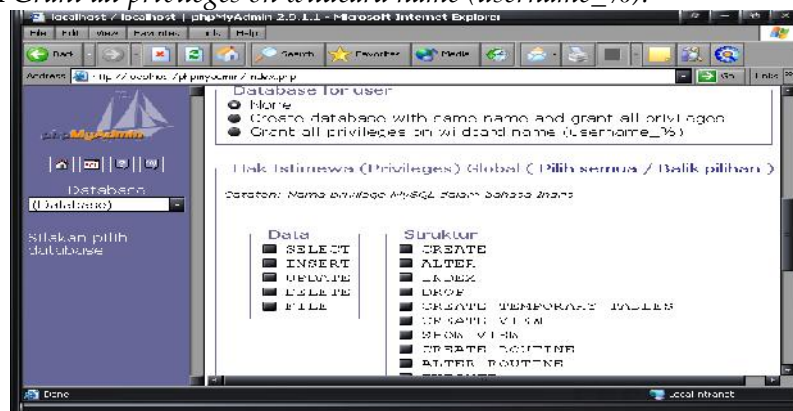 Grant all privileges on wildcard name (username_%).
localhost / localhost | phpMyAdmin 2.9.1.1 - Microsoft Internet Explorer
File Edit View Favorites Help
Back Search Favorites Media
Address Go Links
Database for user
None
Create database with same name and grant all privileges
Grant all privileges on wildcard name (username_%)
phpMyAdmin
Hak Istimewa (Privileges) Global ( Pilih semua / Balik pilihan )
Database
(Database)
Catatan: Nama privilege MySQL dalam bahasa Inggris
Silakan pilih
database
Data
SELECT
INSERT
UPDATE
DELETE
FILE
Struktur
CREATE
ALTER
INDEX
DROP
CREATE TEMPORARY TABLES
CREATE VIEW
SHOW VIEW
CREATE ROUTINE
ALTER ROUTINE
Done
Local intranet